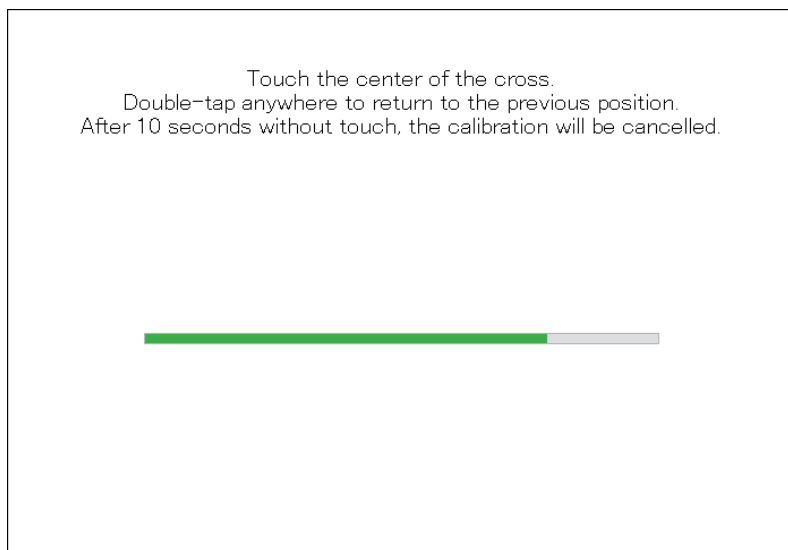 Touch the center of the cross.
Double-tap anywhere to return to the previous position.
After 10 seconds without touch, the calibration will be cancelled.